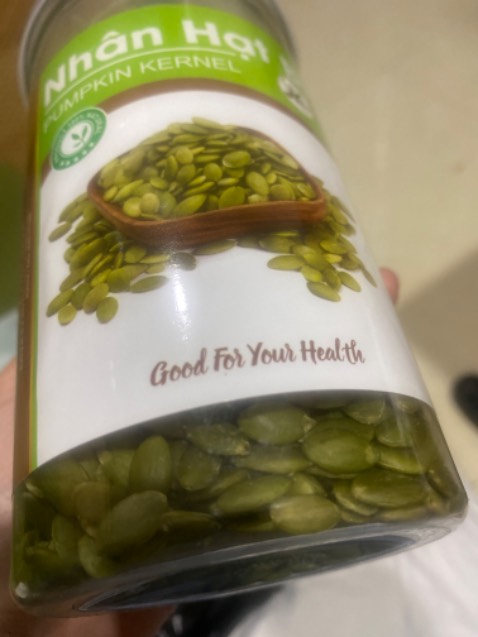 Nhân Hạt
PUMPKIN KERNEL
Good For Your Health